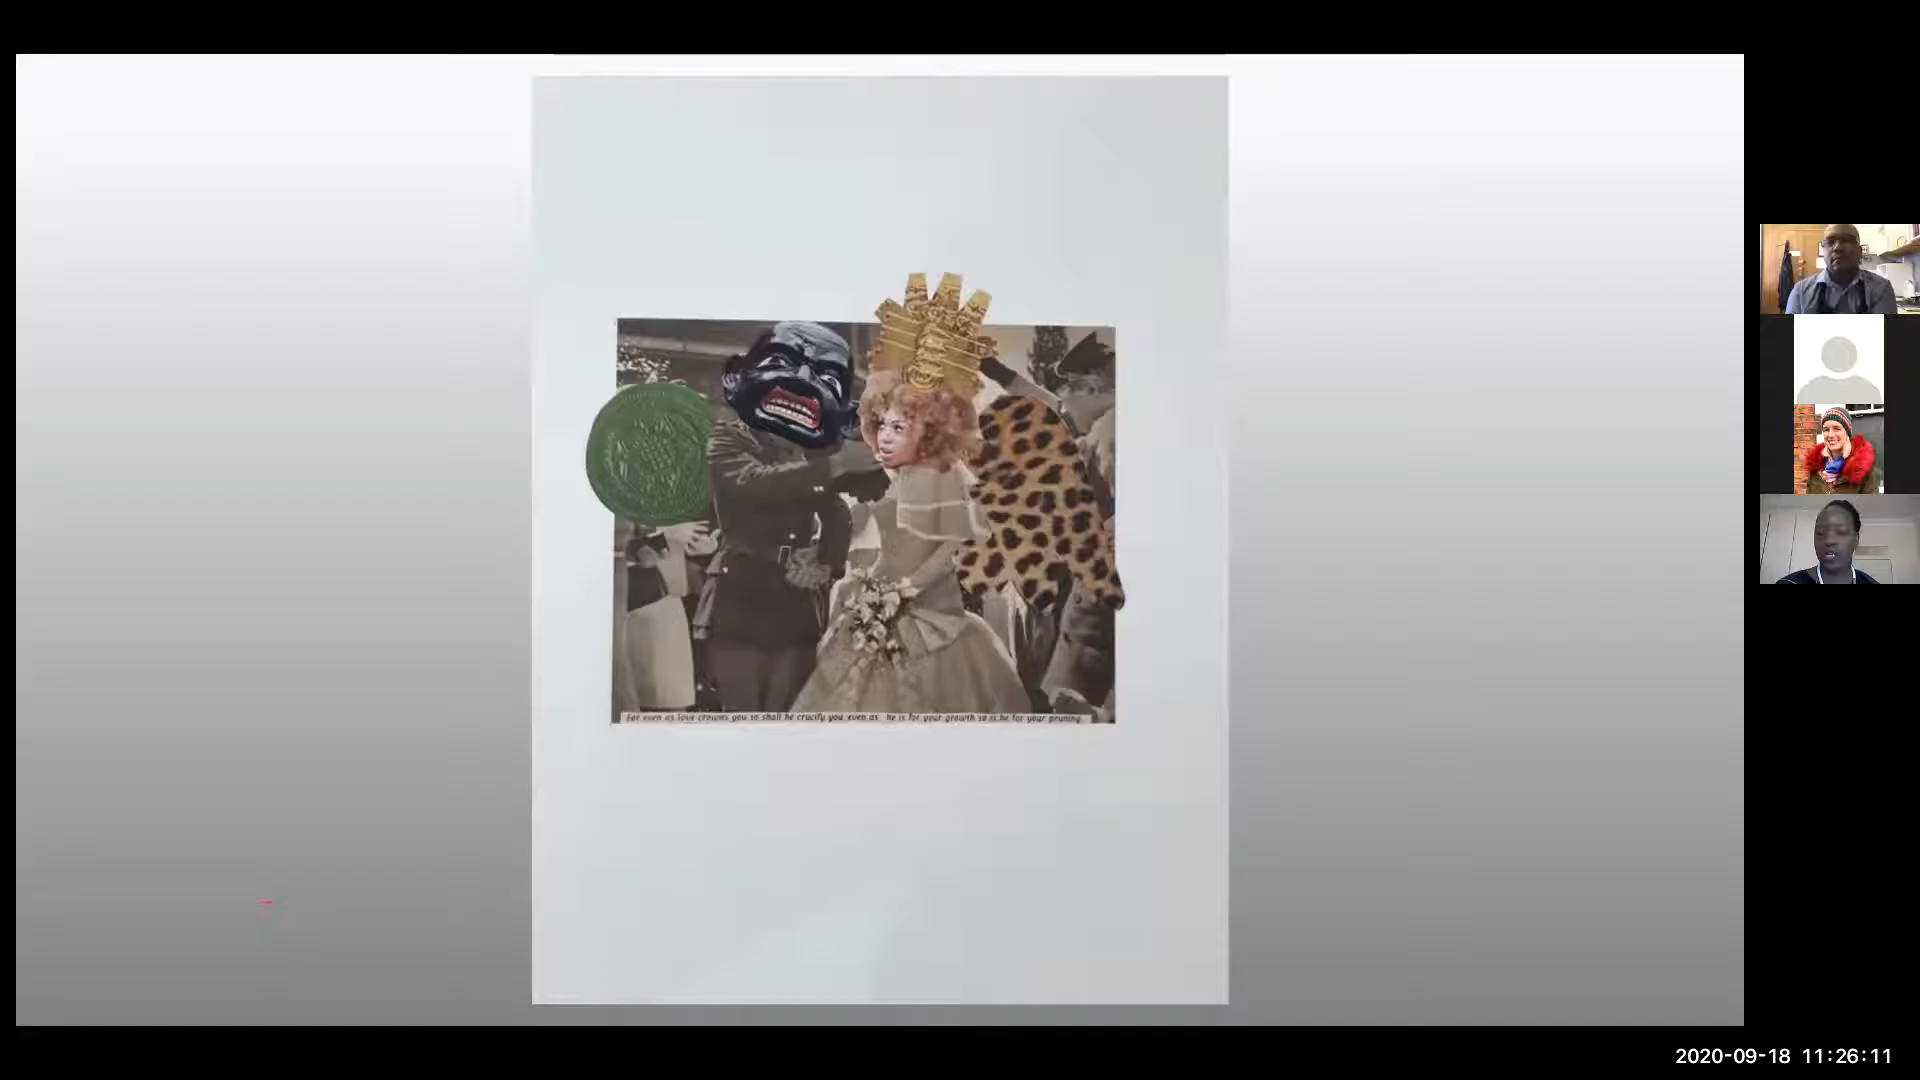 For even as love crowns you so shall he crucify you even as he is for your growth so is he for your pruning.
2020-09-18 11:26:11